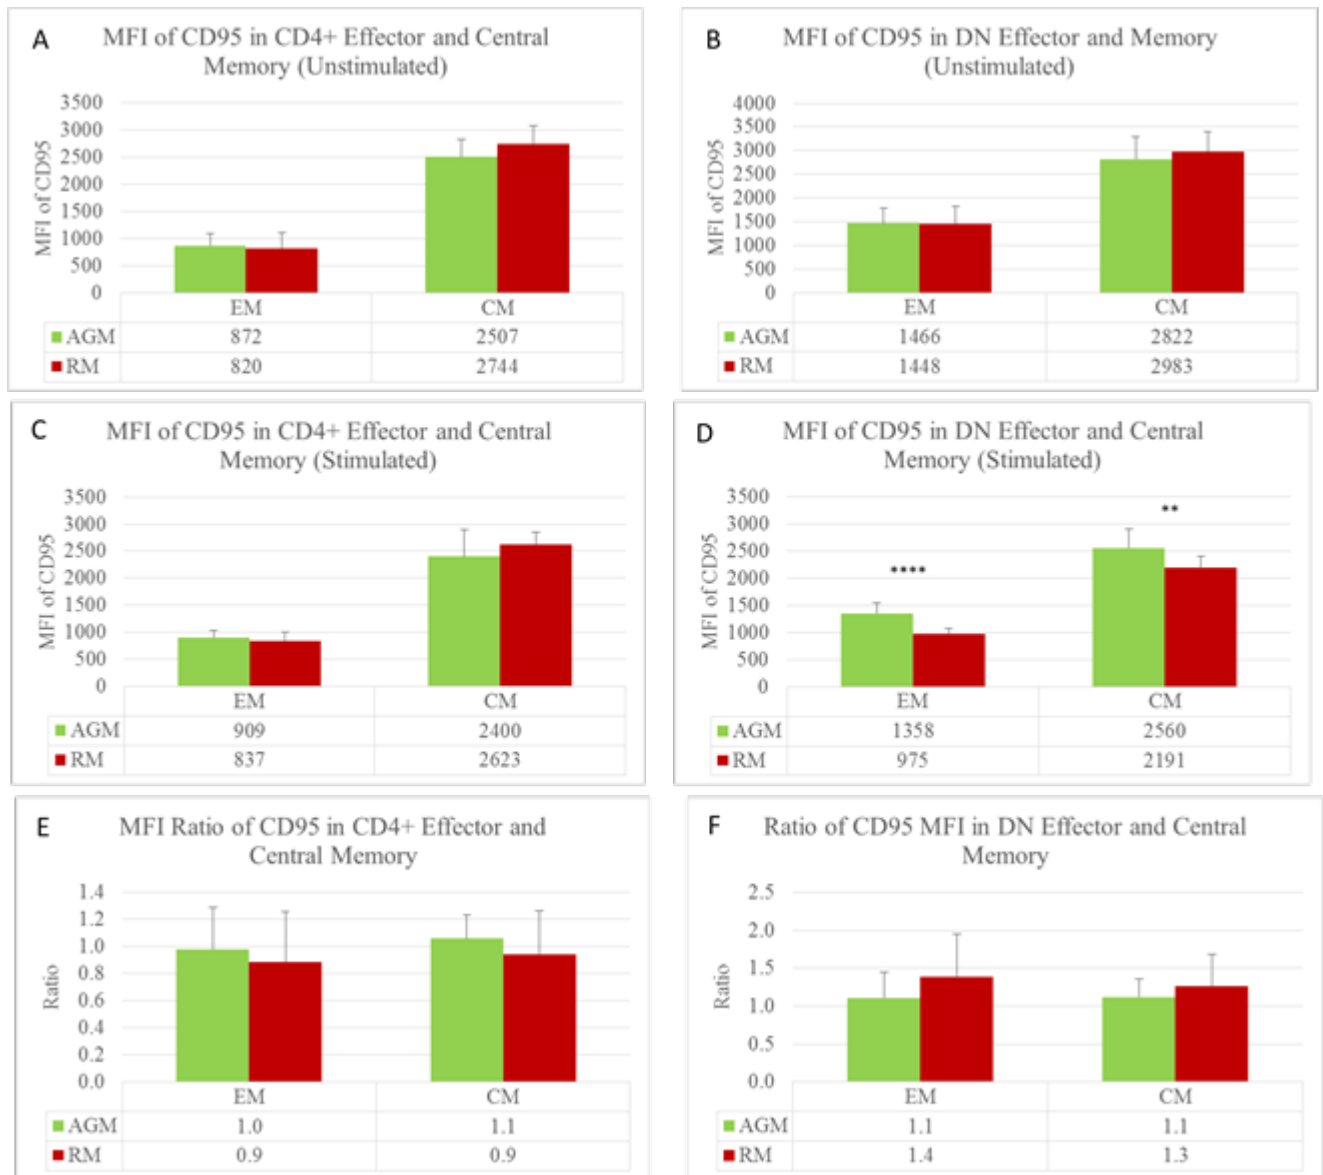 A
MFI of CD95 in CD4+ Effector and Central
Memory (Unstimulated)
MFI of CD95
3500
3000
2500
2000
1500
1000
500
0
EM CM
AGM 872 2507
RM 820 2744
B
MFI of CD95 in DN Effector and Memory
(Unstimulated)
MFI of CD95
4000
3500
3000
2500
2000
1500
1000
500
0
EM CM
AGM 1466 2822
RM 1448 2983
C
MFI of CD95 in CD4+ Effector and Central
Memory (Stimulated)
MFI of CD95
3500
3000
2500
2000
1500
1000
500
0
EM CM
AGM 909 2400
RM 837 2623
D
MFI of CD95 in DN Effector and Central
Memory (Stimulated)
MFI of CD95
3500
3000
2500
2000
1500
1000
500
0
****
**
EM CM
AGM 1358 2560
RM 975 2191
E
MFI Ratio of CD95 in CD4+ Effector and
Central Memory
Ratio
1.4
1.2
1.0
0.8
0.6
0.4
0.2
0.0
EM CM
AGM 1.0 1.1
RM 0.9 0.9
F
Ratio of CD95 MFI in DN Effector and Central
Memory
Ratio
2.5
2.0
1.5
1.0
0.5
0.0
EM CM
AGM 1.1 1.1
RM 1.4 1.3